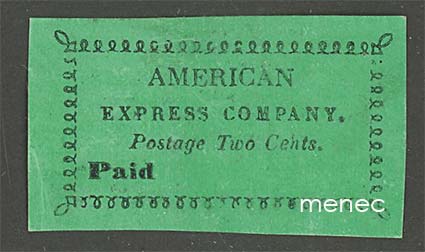 AMERICAN
EXPRESS COMPANY.
Postage Two Cents.
Paid
menec